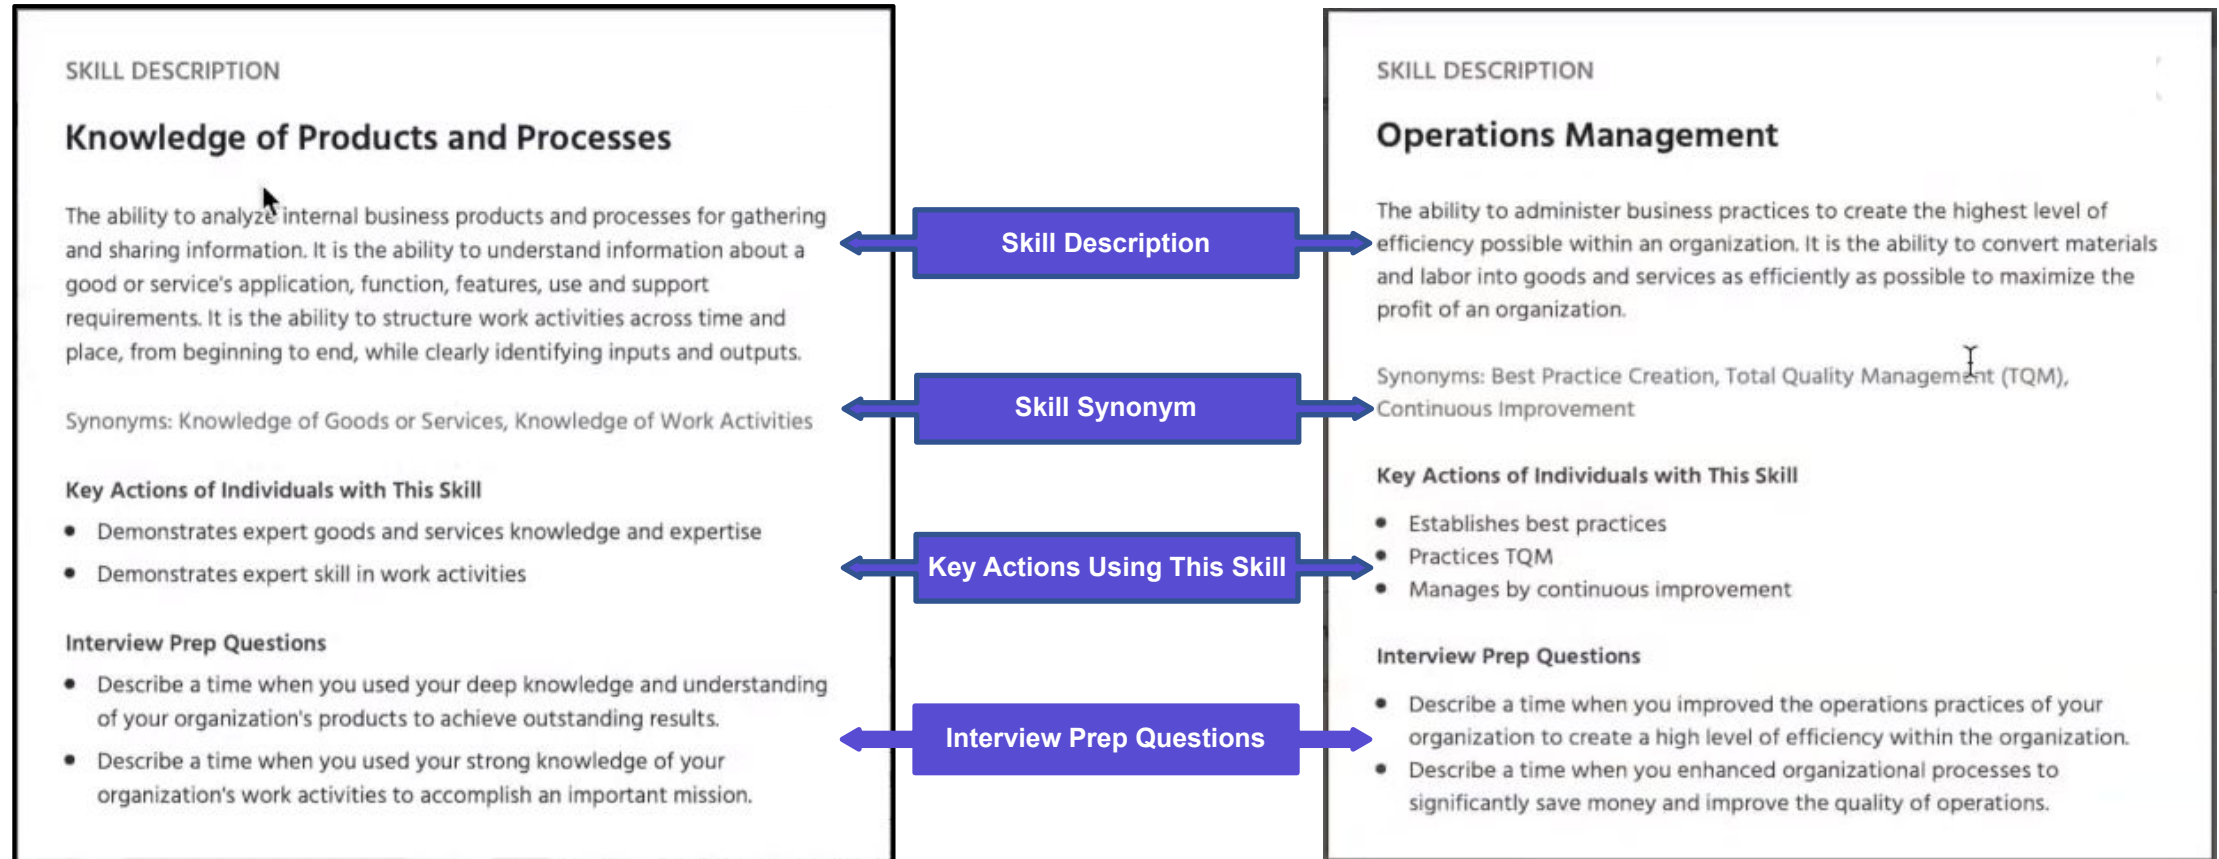 SKILL DESCRIPTION
Knowledge of Products and Processes
The ability to analyze internal business products and processes for gathering
and sharing information. It is the ability to understand information about a
good or service's application, function, features, use and support
requirements. It is the ability to structure work activities across time and
place, from beginning to end, while clearly identifying inputs and outputs.
Synonyms: Knowledge of Goods or Services, Knowledge of Work Activities
Key Actions of Individuals with This Skill
• Demonstrates expert goods and services knowledge and expertise
• Demonstrates expert skill in work activities
Interview Prep Questions
• Describe a time when you used your deep knowledge and understanding
of your organization's products to achieve outstanding results.
• Describe a time when you used your strong knowledge of your
organization's work activities to accomplish an important mission.
Skill Description
Skill Synonym
Key Actions Using This Skill
Interview Prep Questions
SKILL DESCRIPTION
Operations Management
The ability to administer business practices to create the highest level of
efficiency possible within an organization. It is the ability to convert materials
and labor into goods and services as efficiently as possible to maximize the
profit of an organization.
Synonyms: Best Practice Creation, Total Quality Management (TQM),
Continuous Improvement
Key Actions of Individuals with This Skill
• Establishes best practices
• Practices TQM
• Manages by continuous improvement
Interview Prep Questions
• Describe a time when you improved the operations practices of your
organization to create a high level of efficiency within the organization.
• Describe a time when you enhanced organizational processes to
significantly save money and improve the quality of operations.